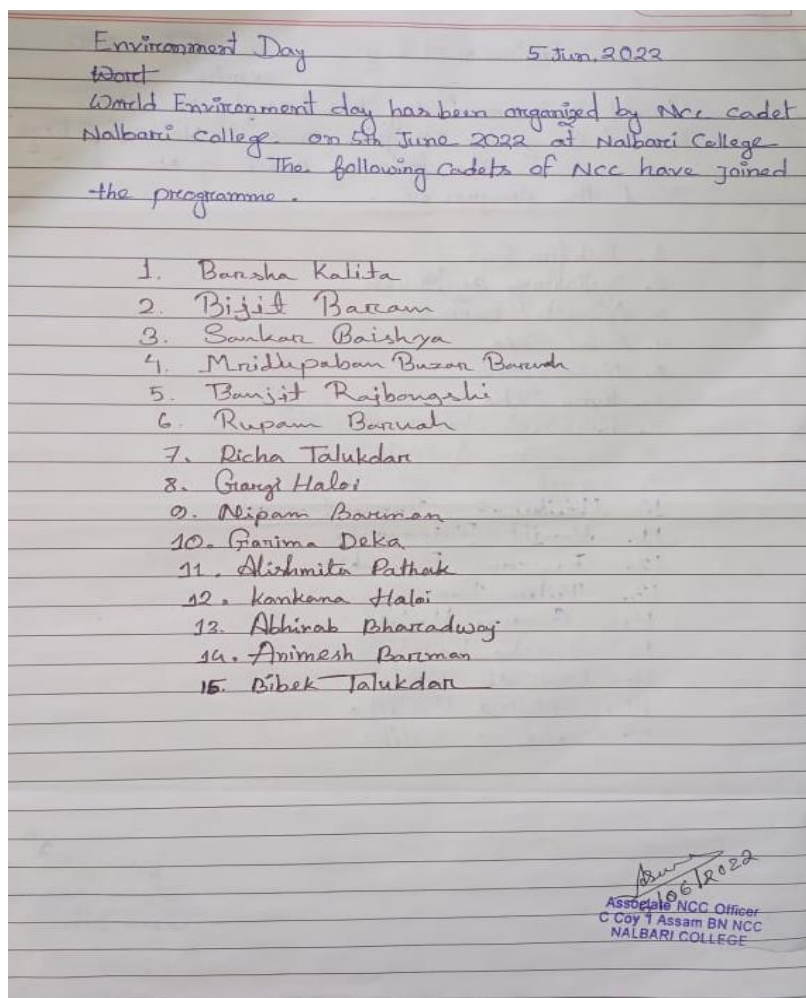 Environment Day 5 Jun, 2022
World Environment day has been organized by Ncc cadet
Nalbari College on 5th June 2022 at Nalbari College
The following Cadets of Ncc have joined
the programme.
1. Barsha Kalita
2. Bijit Baram
3. Sankar Baishya
4. Mridupaban Buzar Baruah
5. Banjit Rajbongshi
6. Rupam Baruah
7. Richa Talukdar
8. Gargi Haloi
9. Nipam Barman
10. Garima Deka
11. Alishmita Pathak
12. Kankana Haloi
13. Abhinab Bharadwaj
14. Animesh Barman
15. Bibek Talukdar
/06/2022
Associate NCC Officer
C Coy 1 Assam BN NCC
NALBARI COLLEGE